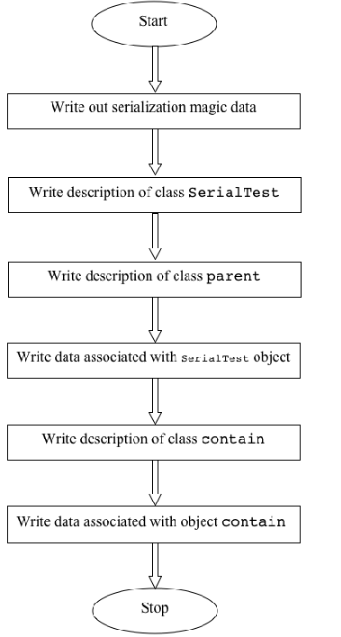 Start
Write out serialization magic data
Write description of class SerialTest
Write description of class parent
Write data associated with SerialTest object
Write description of class contain
Write data associated with object contain
Stop